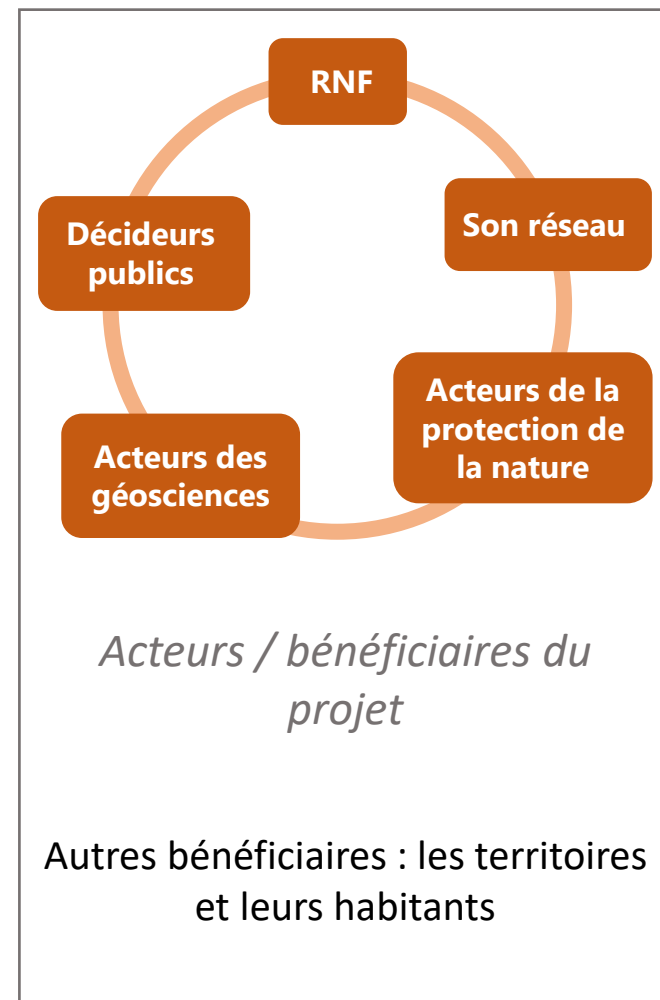 RNF
Son réseau
Acteurs de la
protection de
la nature
Acteurs des
géosciences
Décideurs
publics
Acteurs / bénéficiaires du
projet
Autres bénéficiaires : les territoires
et leurs habitants